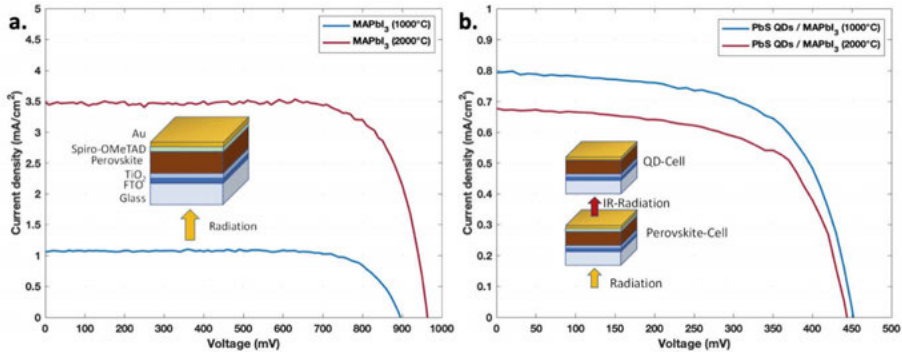 a.
MAPbI3 (1000°C)
MAPbI3 (2000°C)
Current density (mA/cm²)
5
4.5
4
3.5
3
2.5
2
1.5
1
0.5
0
Au
Spiro-OMeTAD
Perovskite
TiO2
FTO
Glass
Radiation
0 100 200 300 400 500 600 700 800 900 1000
Voltage (mV)
b.
PbS QDs / MAPbI3 (1000°C)
PbS QDs / MAPbI3 (2000°C)
Current density (mA/cm²)
1
0.9
0.8
0.7
0.6
0.5
0.4
0.3
0.2
0.1
0
QD-Cell
IR-Radiation
Perovskite-Cell
Radiation
0 50 100 150 200 250 300 350 400 450 500
Voltage (mV)